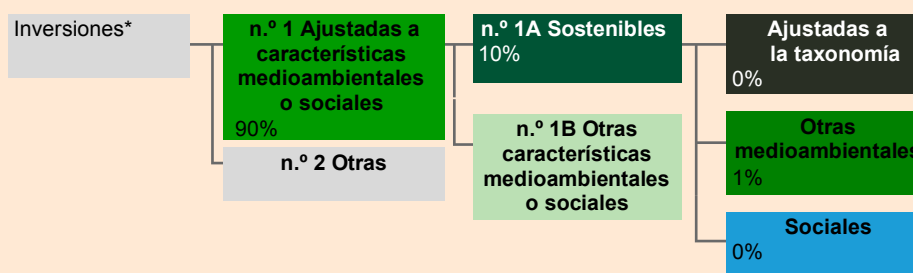 Inversiones*
n.º 1 Ajustadas a
características
medioambientales
o sociales
90%
n.º 2 Otras
n.º 1A Sostenibles
10%
n.º 1B Otras
características
medioambientales
o sociales
Ajustadas a
la taxonomía
0%
Otras
medioambientales
1%
Sociales
0%